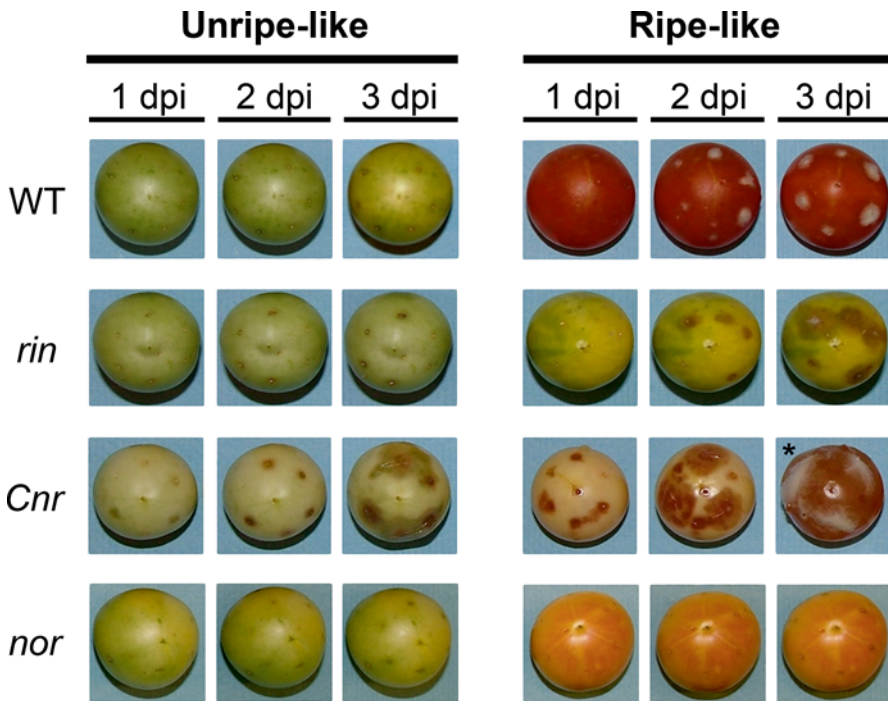 Unripe-like Ripe-like
1 dpi 2 dpi 3 dpi 1 dpi 2 dpi 3 dpi
WT
rin
Cnr *
nor